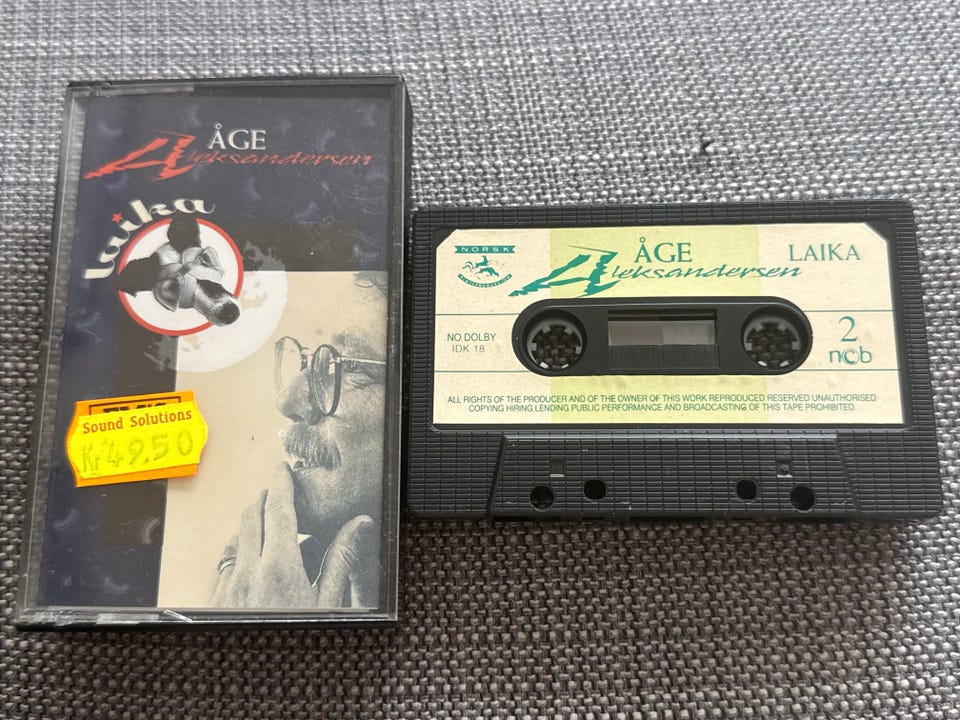 ÅGE
Aleksandersen
laika
Sound Solutions
Kr 49.50
NORSK
ÅGE
Aleksandersen
LAIKA
NO DOLBY
IDK 18
2
ncb
ALL RIGHTS OF THE PRODUCER AND OF THE OWNER OF THIS WORK REPRODUCED RESERVED UNAUTHORISED
COPYING HIRING LENDING PUBLIC PERFORMANCE AND BROADCASTING OF THIS TAPE PROHIBITED.